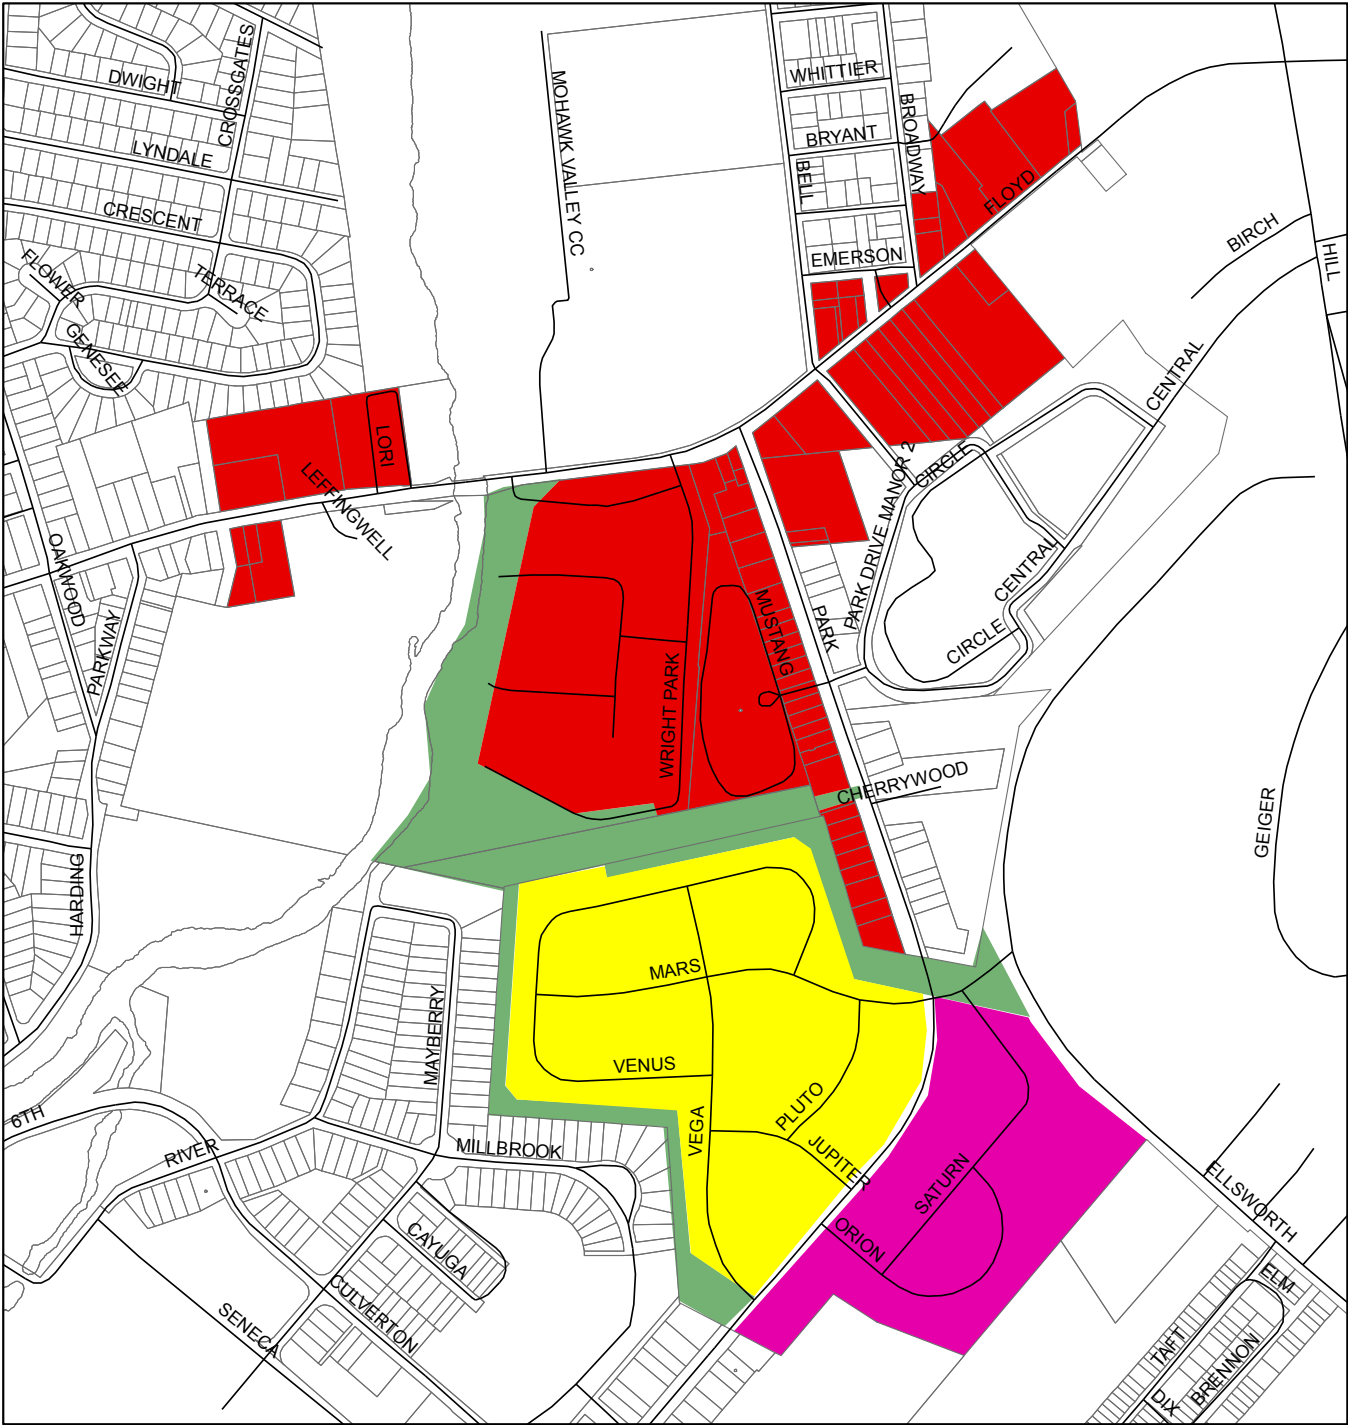 DWIGHT
CROSSGATES
LYNDALE
CRESCENT
FLOWER
TERRACE
GENESEE
MOHAWK VALLEY CC
WHITTIER
BROADWAY
BRYANT
BELL
EMERSON
FLOYD
BIRCH
HILL
CENTRAL
LORI
LEFFINGWELL
CIRCLE
PARK DRIVE MANOR 2
OAKWOOD
PARKWAY
CENTRAL
CIRCLE
MUSTANG
PARK
WRIGHT PARK
CHERRYWOOD
GEIGER
HARDING
MARS
MAYBERRY
VENUS
PLUTO
VEGA
JUPITER
6TH
RIVER
MILLBROOK
SATURN
ORION
ELLSWORTH
CAYUGA
CULVERTON
SENECA
ELM
TAFT
BRENNON
DIX